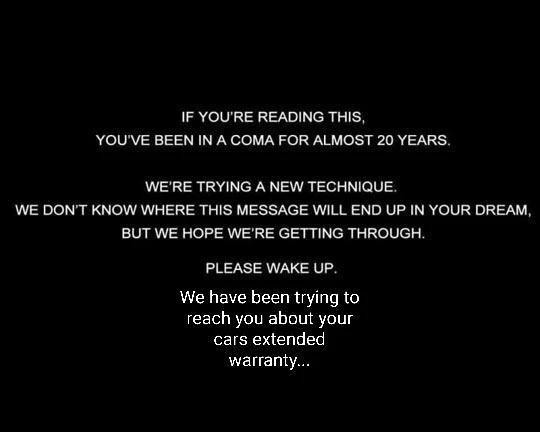 IF YOU'RE READING THIS,
YOU'VE BEEN IN A COMA FOR ALMOST 20 YEARS.
WE'RE TRYING A NEW TECHNIQUE.
WE DON'T KNOW WHERE THIS MESSAGE WILL END UP IN YOUR DREAM,
BUT WE HOPE WE'RE GETTING THROUGH.
PLEASE WAKE UP.
We have been trying to
reach you about your
cars extended
warranty...